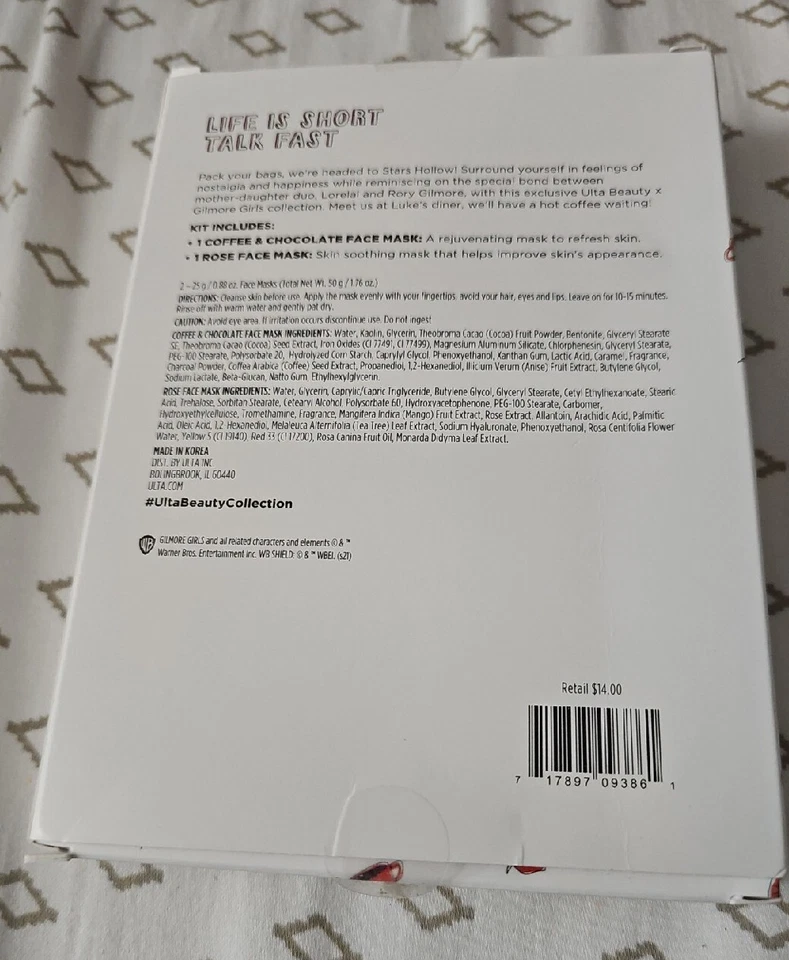 LIFE IS SHORT
TALK FAST
Pack your bags, we're headed to Stars Hollow! Surround yourself in feelings of
nostalgia and happiness while reminiscing on the special bond between
mother-daughter duo, Lorelai and Rory Gilmore, with this exclusive Ulta Beauty x
Gilmore Girls collection. Meet us at Luke's diner, we'll have a hot coffee waiting!
KIT INCLUDES:
• 1 COFFEE & CHOCOLATE FACE MASK: A rejuvenating mask to refresh skin.
• 1 ROSE FACE MASK: Skin soothing mask that helps improve skin's appearance.
2 - 25 g / 0.88 oz. Face Masks (Total Net Wt. 50 g / 1.76 oz.)
DIRECTIONS: Cleanse skin before use. Apply the mask evenly with your fingertips, avoid your hair, eyes and lips. Leave on for 10-15 minutes.
Rinse off with warm water and gently pat dry.
CAUTION: Avoid eye area. If irritation occurs discontinue use. Do not ingest
COFFEE & CHOCOLATE FACE MASK INGREDIENTS: Water, Kaolin, Glycerin, Theobroma Cacao (Cocoa) Fruit Powder, Bentonite, Glyceryl Stearate
SE, Theobroma Cacao (Cocoa) Seed Extract, Iron Oxides (CI 77491, CI 77499), Magnesium Aluminum Silicate, Chlorphenesin, Glyceryl Stearate,
PEG-100 Stearate, Polysorbate 20, Hydrolyzed Corn Starch, Caprylyl Glycol, Phenoxyethanol, Xanthan Gum, Lactic Acid, Caramel, Fragrance,
Charcoal Powder, Coffea Arabica (Coffee) Seed Extract, Propanediol, 1,2-Hexanediol, Illicium Verum (Anise) Fruit Extract, Butylene Glycol,
Sodium Lactate, Beta-Glucan, Natto Gum, Ethylhexylglycerin.
ROSE FACE MASK INGREDIENTS: Water, Glycerin, Caprylic/Capric Triglyceride, Butylene Glycol, Glyceryl Stearate, Cetyl Ethylhexanoate, Stearic
Acid, Trehalose, Sorbitan Stearate, Cetearyl Alcohol, Polysorbate 60, Hydroxyacetophenone, PEG-100 Stearate, Carbomer,
Hydroxyethylcellulose, Tromethamine, Fragrance, Mangifera Indica (Mango) Fruit Extract, Rose Extract, Allantoin, Arachidic Acid, Palmitic
Acid, Oleic Acid, 1,2 Hexanediol, Melaleuca Alternifolia (Tea Tree) Leaf Extract, Sodium Hyaluronate, Phenoxyethanol, Rosa Centifolia Flower
Water, Yellow 5 (CI 19140), Red 33 (CI 17200), Rosa Canina Fruit Oil, Monarda Didyma Leaf Extract.
MADE IN KOREA
DIST. BY ULTA INC
BOLINGBROOK, IL 60440
ULTA.COM
#UltaBeautyCollection
WB GILMORE GIRLS and all related characters and elements © & ™
Warner Bros. Entertainment Inc. WB SHIELD: © & ™ WBEI. (s21)
Retail $14.00
7 17897 09386 1